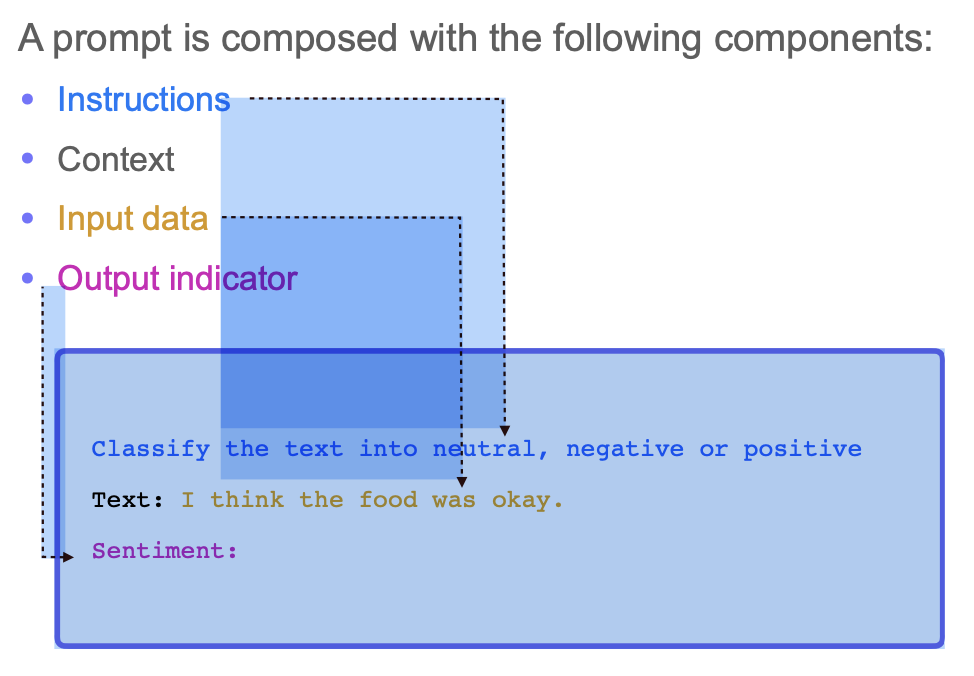 A prompt is composed with the following components:
• Instructions
• Context
• Input data
• Output indicator
Classify the text into neutral, negative or positive
Text: I think the food was okay.
Sentiment: